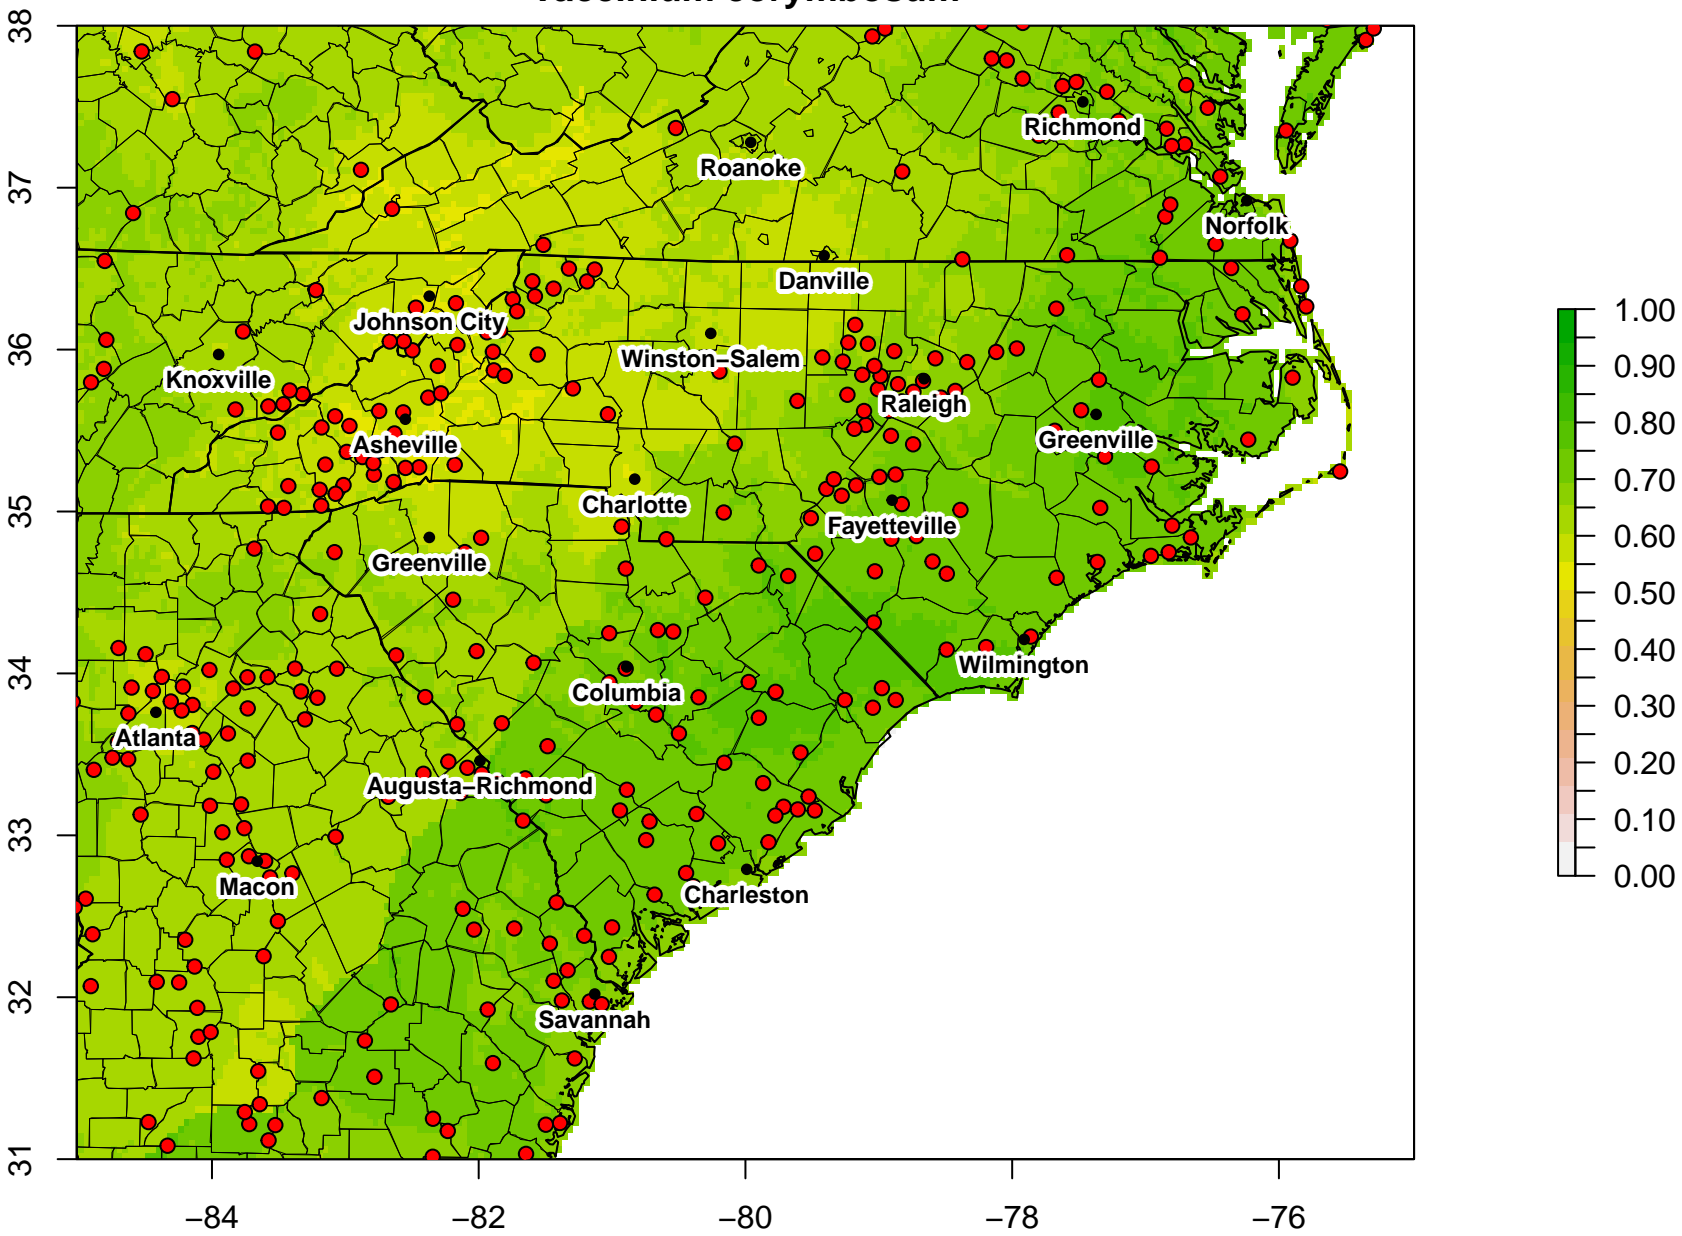 Vaccinium corymbosum
38
37
36
35
34
33
32
31
Richmond
Roanoke
Norfolk
Danville
Johnson City
Winston–Salem
Knoxville
Raleigh
Asheville
Greenville
Charlotte
Fayetteville
Greenville
Wilmington
Columbia
Atlanta
Augusta–Richmond
Macon
Charleston
Savannah
−84
−82
−80
−78
−76
1.00
0.90
0.80
0.70
0.60
0.50
0.40
0.30
0.20
0.10
0.00